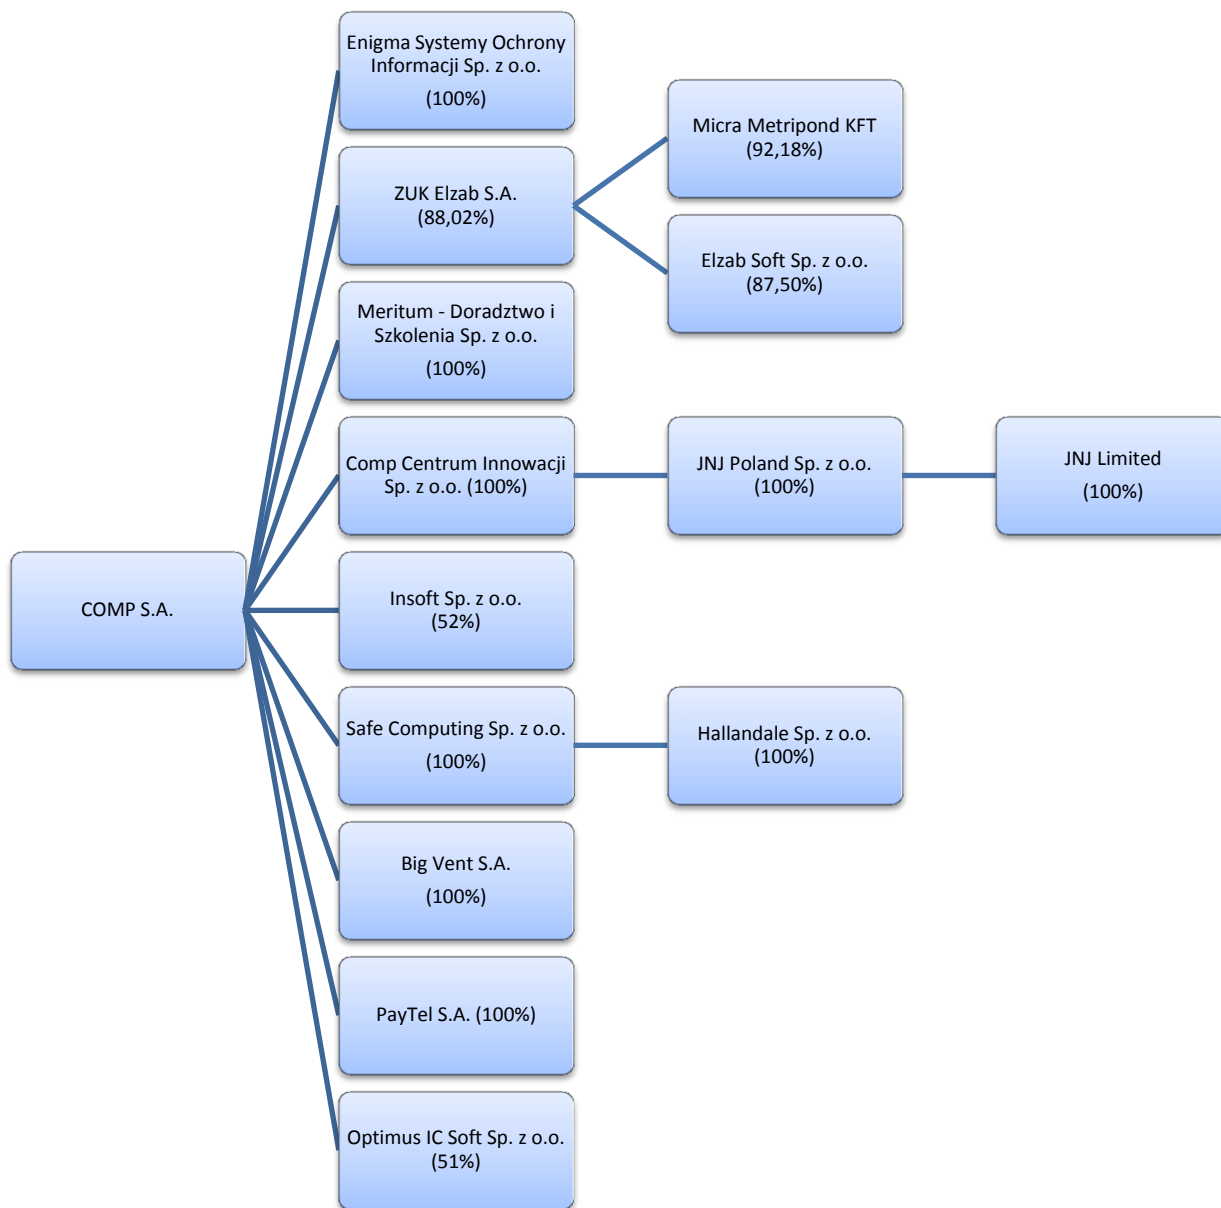 Enigma Systemy Ochrony
Informacji Sp. z o.o.
(100%)
Micra Metripond KFT
(92,18%)
ZUK Elzab S.A.
(88,02%)
Elzab Soft Sp. z o.o.
(87,50%)
Meritum - Doradztwo i
Szkolenia Sp. z o.o.
(100%)
Comp Centrum Innowacji
Sp. z o.o. (100%)
JNJ Poland Sp. z o.o.
(100%)
JNJ Limited
(100%)
COMP S.A.
Insoft Sp. z o.o.
(52%)
Safe Computing Sp. z o.o.
(100%)
Hallandale Sp. z o.o.
(100%)
Big Vent S.A.
(100%)
PayTel S.A. (100%)
Optimus IC Soft Sp. z o.o.
(51%)